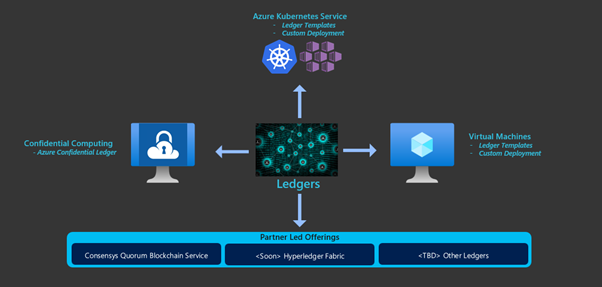 Azure Kubernetes Service
- Ledger Templates
- Custom Deployment
Confidential Computing
- Azure Confidential Ledger
Ledgers
Virtual Machines
- Ledger Templates
- Custom Deployment
Partner Led Offerings
Consensys Quorum Blockchain Service
<Soon> Hyperledger Fabric
<TBD> Other Ledgers